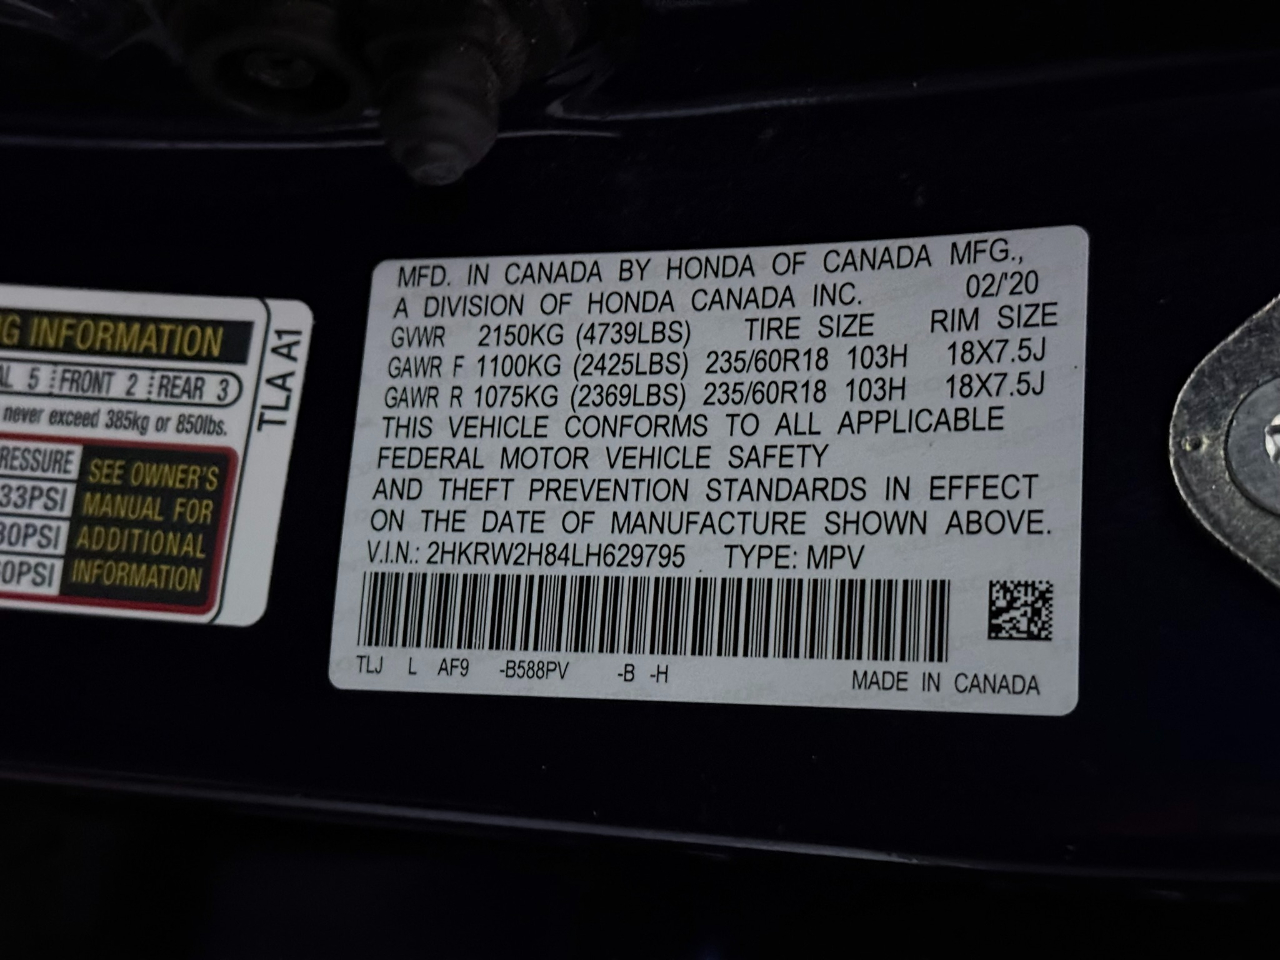 G INFORMATION
AL 5 FRONT 2 REAR 3
never exceed 385kg or 850lbs.
RESSURE
33PSI
30PSI
0PSI
SEE OWNER'S
MANUAL FOR
ADDITIONAL
INFORMATION
TLA A1
MFD. IN CANADA BY HONDA OF CANADA MFG.,
A DIVISION OF HONDA CANADA INC. 02/'20
GVWR 2150KG (4739LBS) TIRE SIZE RIM SIZE
GAWR F 1100KG (2425LBS) 235/60R18 103H 18X7.5J
GAWR R 1075KG (2369LBS) 235/60R18 103H 18X7.5J
THIS VEHICLE CONFORMS TO ALL APPLICABLE
FEDERAL MOTOR VEHICLE SAFETY
AND THEFT PREVENTION STANDARDS IN EFFECT
ON THE DATE OF MANUFACTURE SHOWN ABOVE.
V.I.N.: 2HKRW2H84LH629795 TYPE: MPV
TLJ L AF9 -B588PV -B -H
MADE IN CANADA